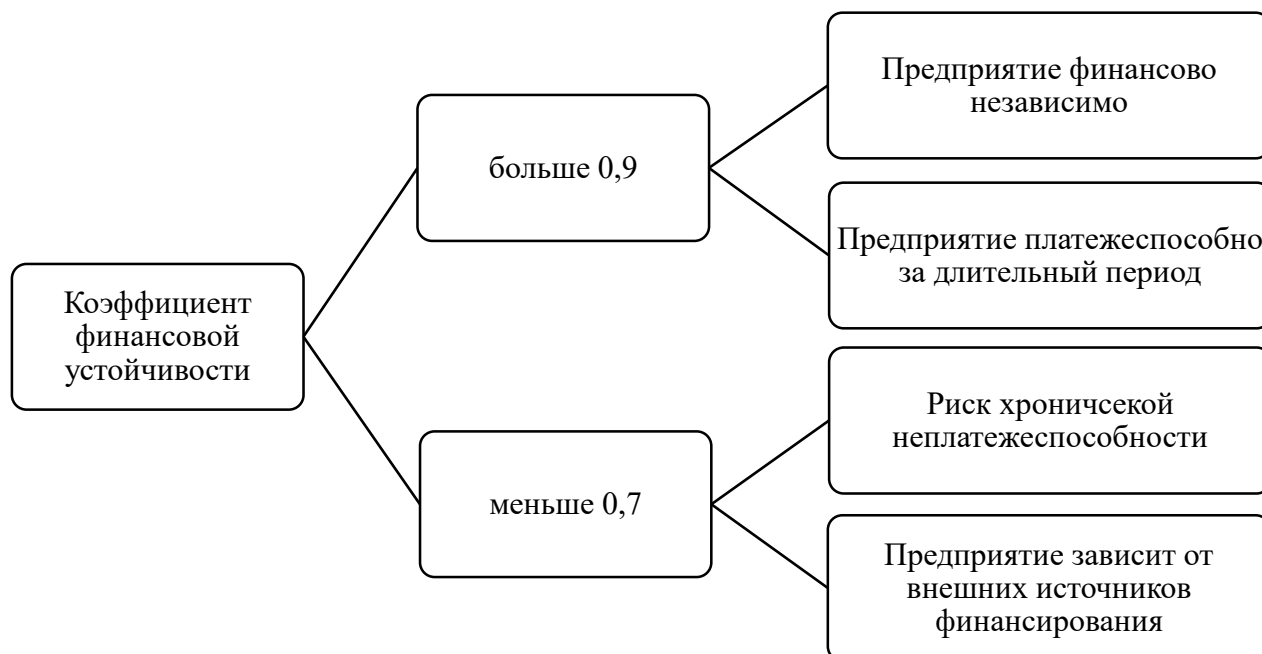 Коэффициент
финансовой
устойчивости
больше 0,9
Предприятие финансово
независимо
Предприятие платежеспособно
за длительный период
меньше 0,7
Риск хроничсекой
неплатежеспособности
Предприятие зависит от
внешних источников
финансирования